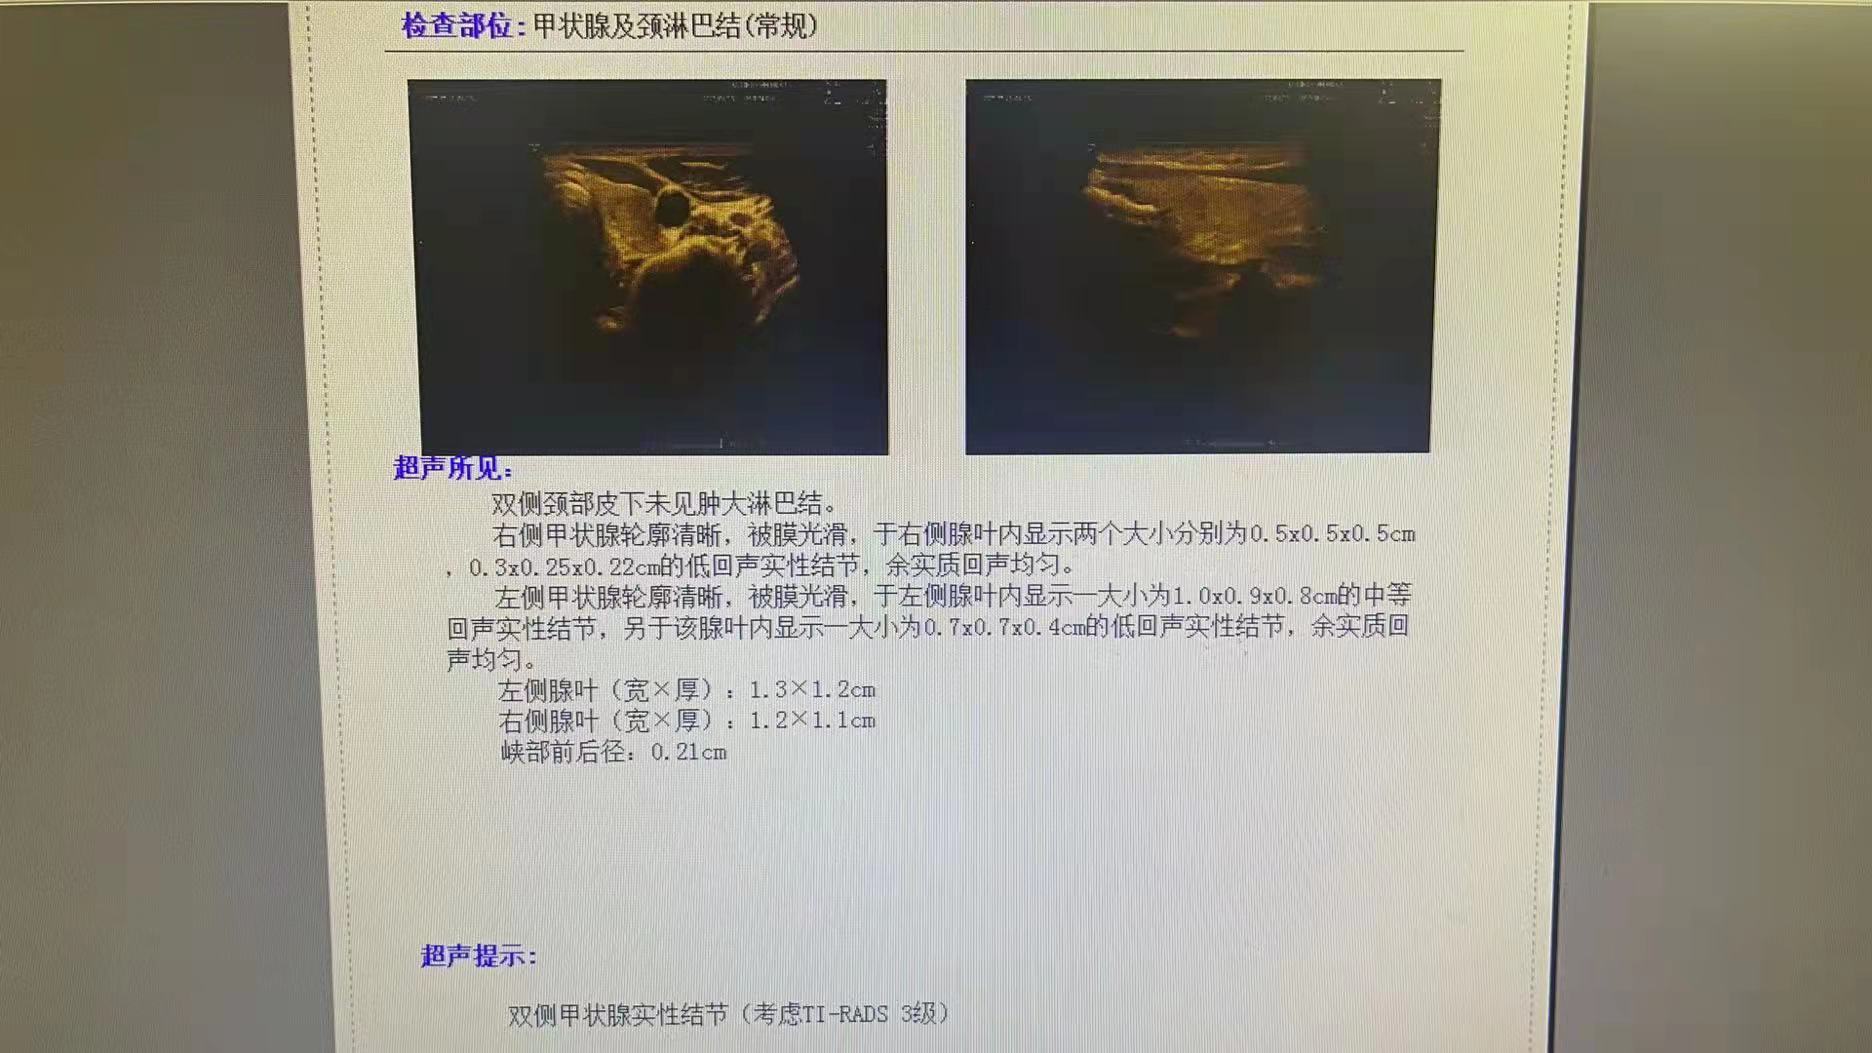 检查部位:甲状腺及颈淋巴结(常规)
超声所见:
双侧颈部皮下未见肿大淋巴结。
右侧甲状腺轮廓清晰，被膜光滑，于右侧腺叶内显示两个大小分别为0.5x0.5x0.5cm
，0.3x0.25x0.22cm的低回声实性结节，余实质回声均匀。
左侧甲状腺轮廓清晰，被膜光滑，于左侧腺叶内显示一大小为1.0x0.9x0.8cm的中等
回声实性结节，另于该腺叶内显示一大小为0.7x0.7x0.4cm的低回声实性结节，余实质回
声均匀。
左侧腺叶（宽×厚）：1.3×1.2cm
右侧腺叶（宽×厚）：1.2×1.1cm
峡部前后径：0.21cm
超声提示:
双侧甲状腺实性结节（考虑TI-RADS 3级）